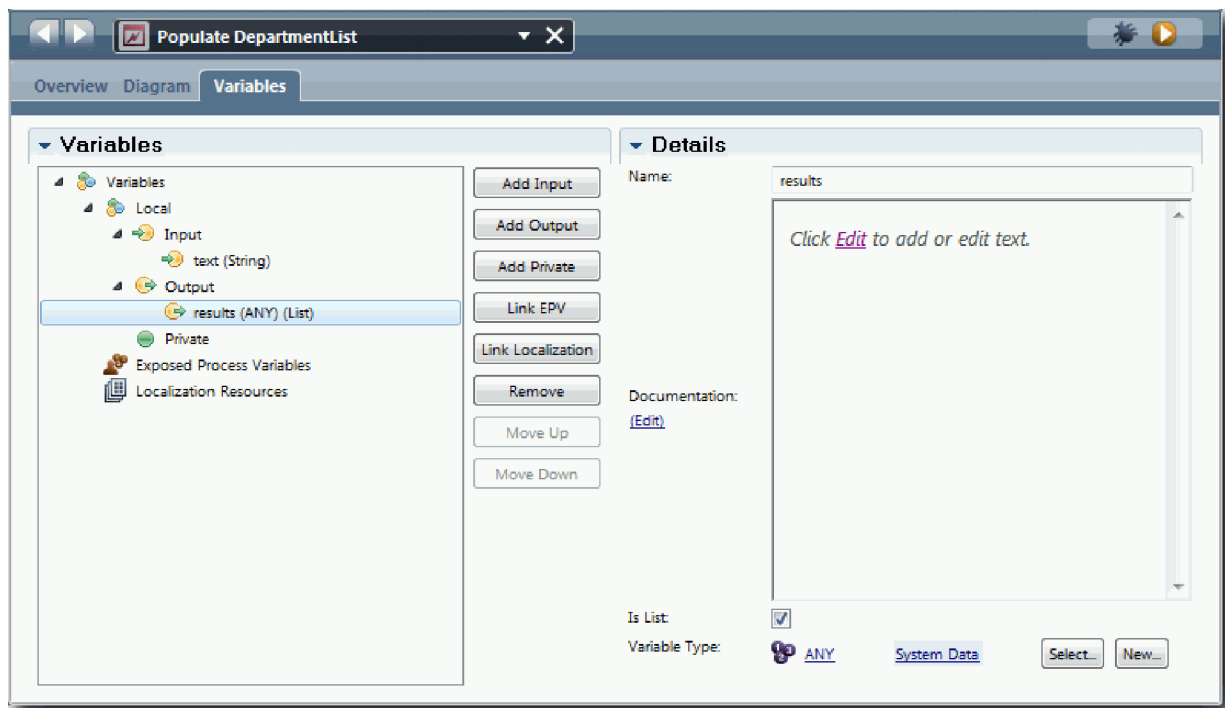 Populate DepartmentList
Overview Diagram Variables
Variables
Variables
Local
Input
text (String)
Output
results (ANY) (List)
Private
Exposed Process Variables
Localization Resources
Add Input
Add Output
Add Private
Link EPV
Link Localization
Remove
Move Up
Move Down
Details
Name: results
Click Edit to add or edit text.
Documentation:
(Edit)
Is List:
Variable Type: ANY System Data Select... New...